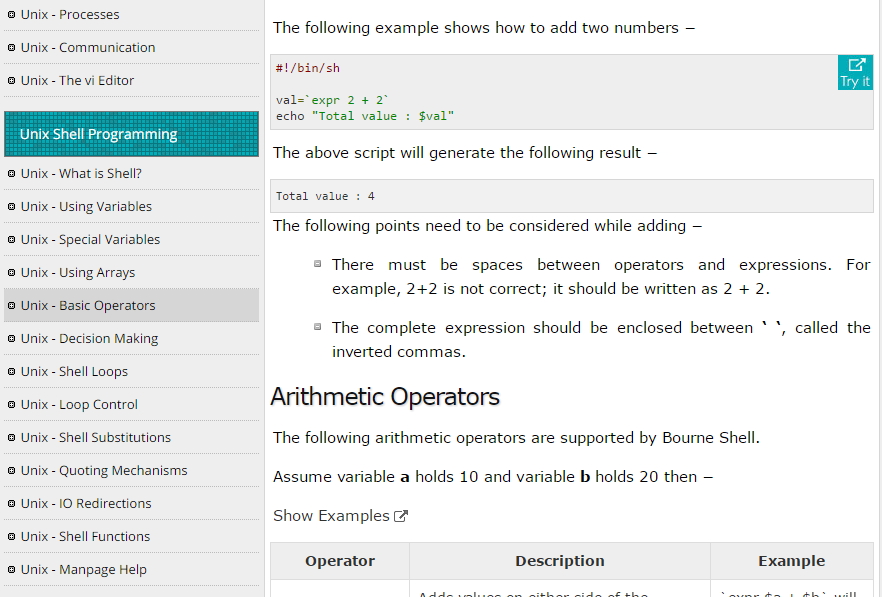 Unix - Processes
Unix - Communication
Unix - The vi Editor
Unix Shell Programming
Unix - What is Shell?
Unix - Using Variables
Unix - Special Variables
Unix - Using Arrays
Unix - Basic Operators
Unix - Decision Making
Unix - Shell Loops
Unix - Loop Control
Unix - Shell Substitutions
Unix - Quoting Mechanisms
Unix - IO Redirections
Unix - Shell Functions
Unix - Manpage Help
The following example shows how to add two numbers −
#!/bin/sh
Try it
val=`expr 2 + 2`
echo "Total value : $val"
The above script will generate the following result −
Total value : 4
The following points need to be considered while adding −
There must be spaces between operators and expressions. For
example, 2+2 is not correct; it should be written as 2 + 2.
The complete expression should be enclosed between ‘ ‘, called the
inverted commas.
Arithmetic Operators
The following arithmetic operators are supported by Bourne Shell.
Assume variable a holds 10 and variable b holds 20 then −
Show Examples
Operator Description Example
Adds values on either side of the `expr $a + $b` will